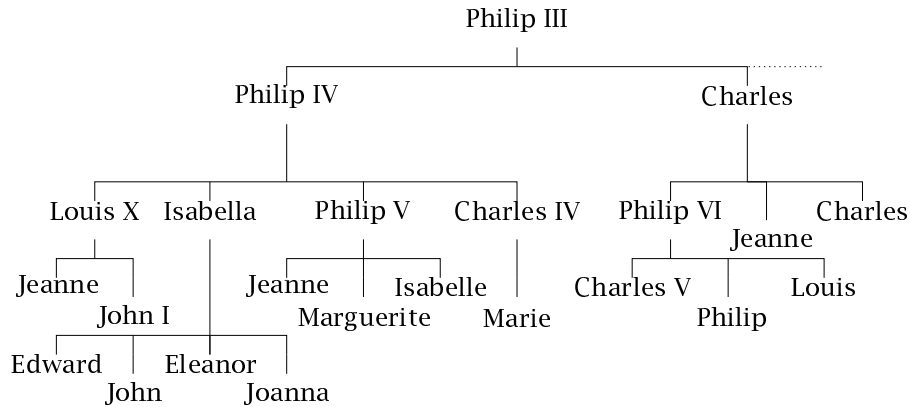 Philip III
Philip IV Charles
Louis X Isabella Philip V Charles IV Philip VI Charles
Jeanne
Jeanne Jeanne Isabelle Charles V Louis
John I Marguerite Marie Philip
Edward Eleanor
John Joanna